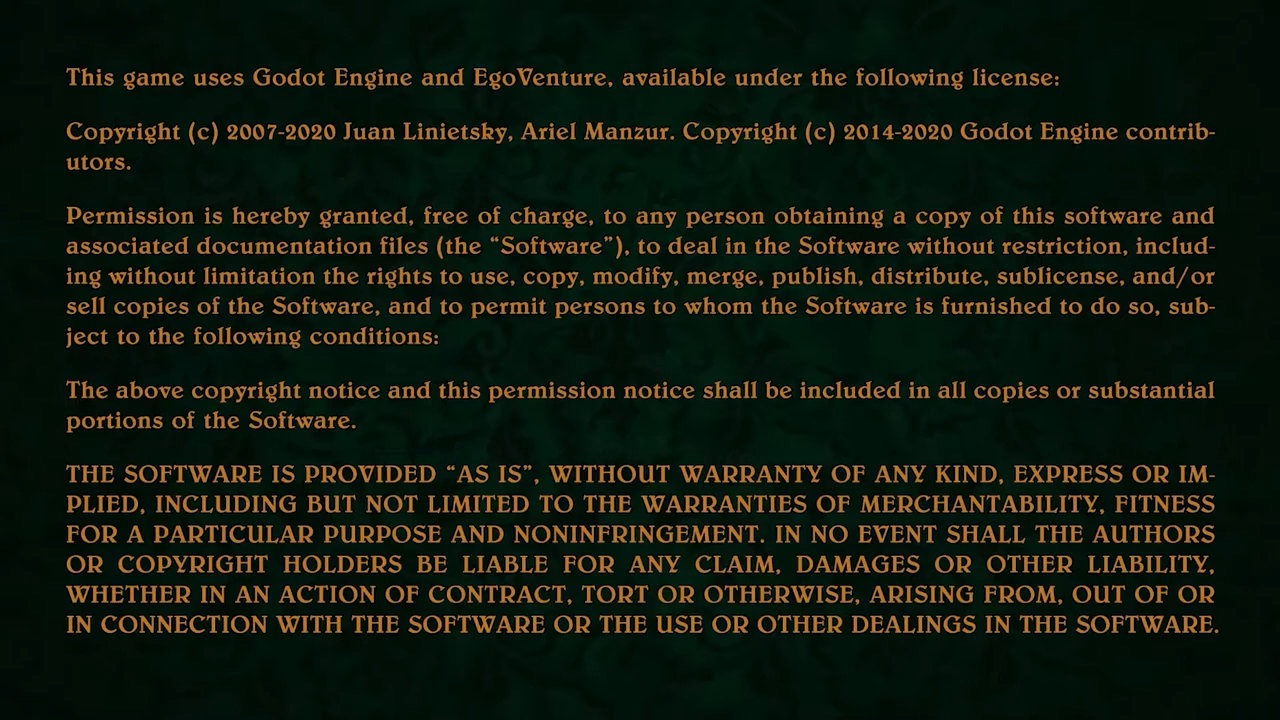 This game uses Godot Engine and EgoVenture, available under the following license:
Copyright (c) 2007-2020 Juan Linietsky, Ariel Manzur. Copyright (c) 2014-2020 Godot Engine contrib-
utors.
Permission is hereby granted, free of charge, to any person obtaining a copy of this software and
associated documentation files (the “Software”), to deal in the Software without restriction, includ-
ing without limitation the rights to use, copy, modify, merge, publish, distribute, sublicense, and/or
sell copies of the Software, and to permit persons to whom the Software is furnished to do so, sub-
ject to the following conditions:
The above copyright notice and this permission notice shall be included in all copies or substantial
portions of the Software.
THE SOFTWARE IS PROVIDED “AS IS”, WITHOUT WARRANTY OF ANY KIND, EXPRESS OR IM-
PLIED, INCLUDING BUT NOT LIMITED TO THE WARRANTIES OF MERCHANTABILITY, FITNESS
FOR A PARTICULAR PURPOSE AND NONINFRINGEMENT. IN NO EVENT SHALL THE AUTHORS
OR COPYRIGHT HOLDERS BE LIABLE FOR ANY CLAIM, DAMAGES OR OTHER LIABILITY,
WHETHER IN AN ACTION OF CONTRACT, TORT OR OTHERWISE, ARISING FROM, OUT OF OR
IN CONNECTION WITH THE SOFTWARE OR THE USE OR OTHER DEALINGS IN THE SOFTWARE.